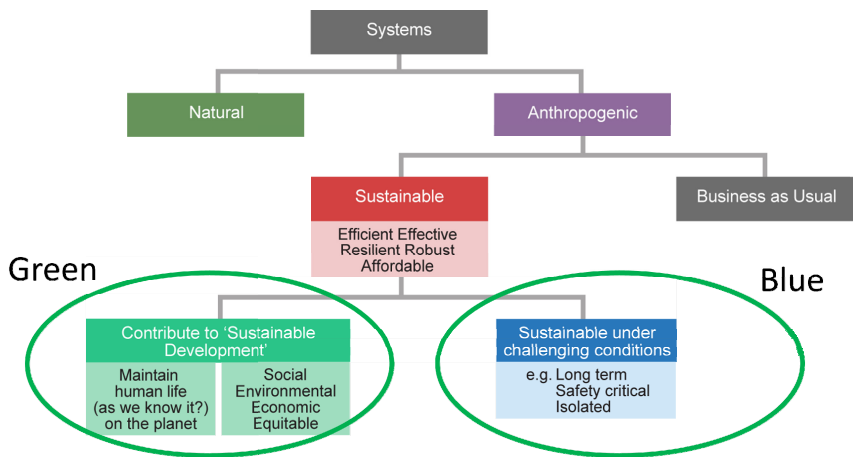 Systems
Natural
Anthropogenic
Sustainable
Business as Usual
Efficient Effective
Resilient Robust
Affordable
Green
Blue
Contribute to ‘Sustainable
Development’
Maintain
human life
(as we know it?)
on the planet
Social
Environmental
Economic
Equitable
Sustainable under
challenging conditions
e.g. Long term
Safety critical
Isolated